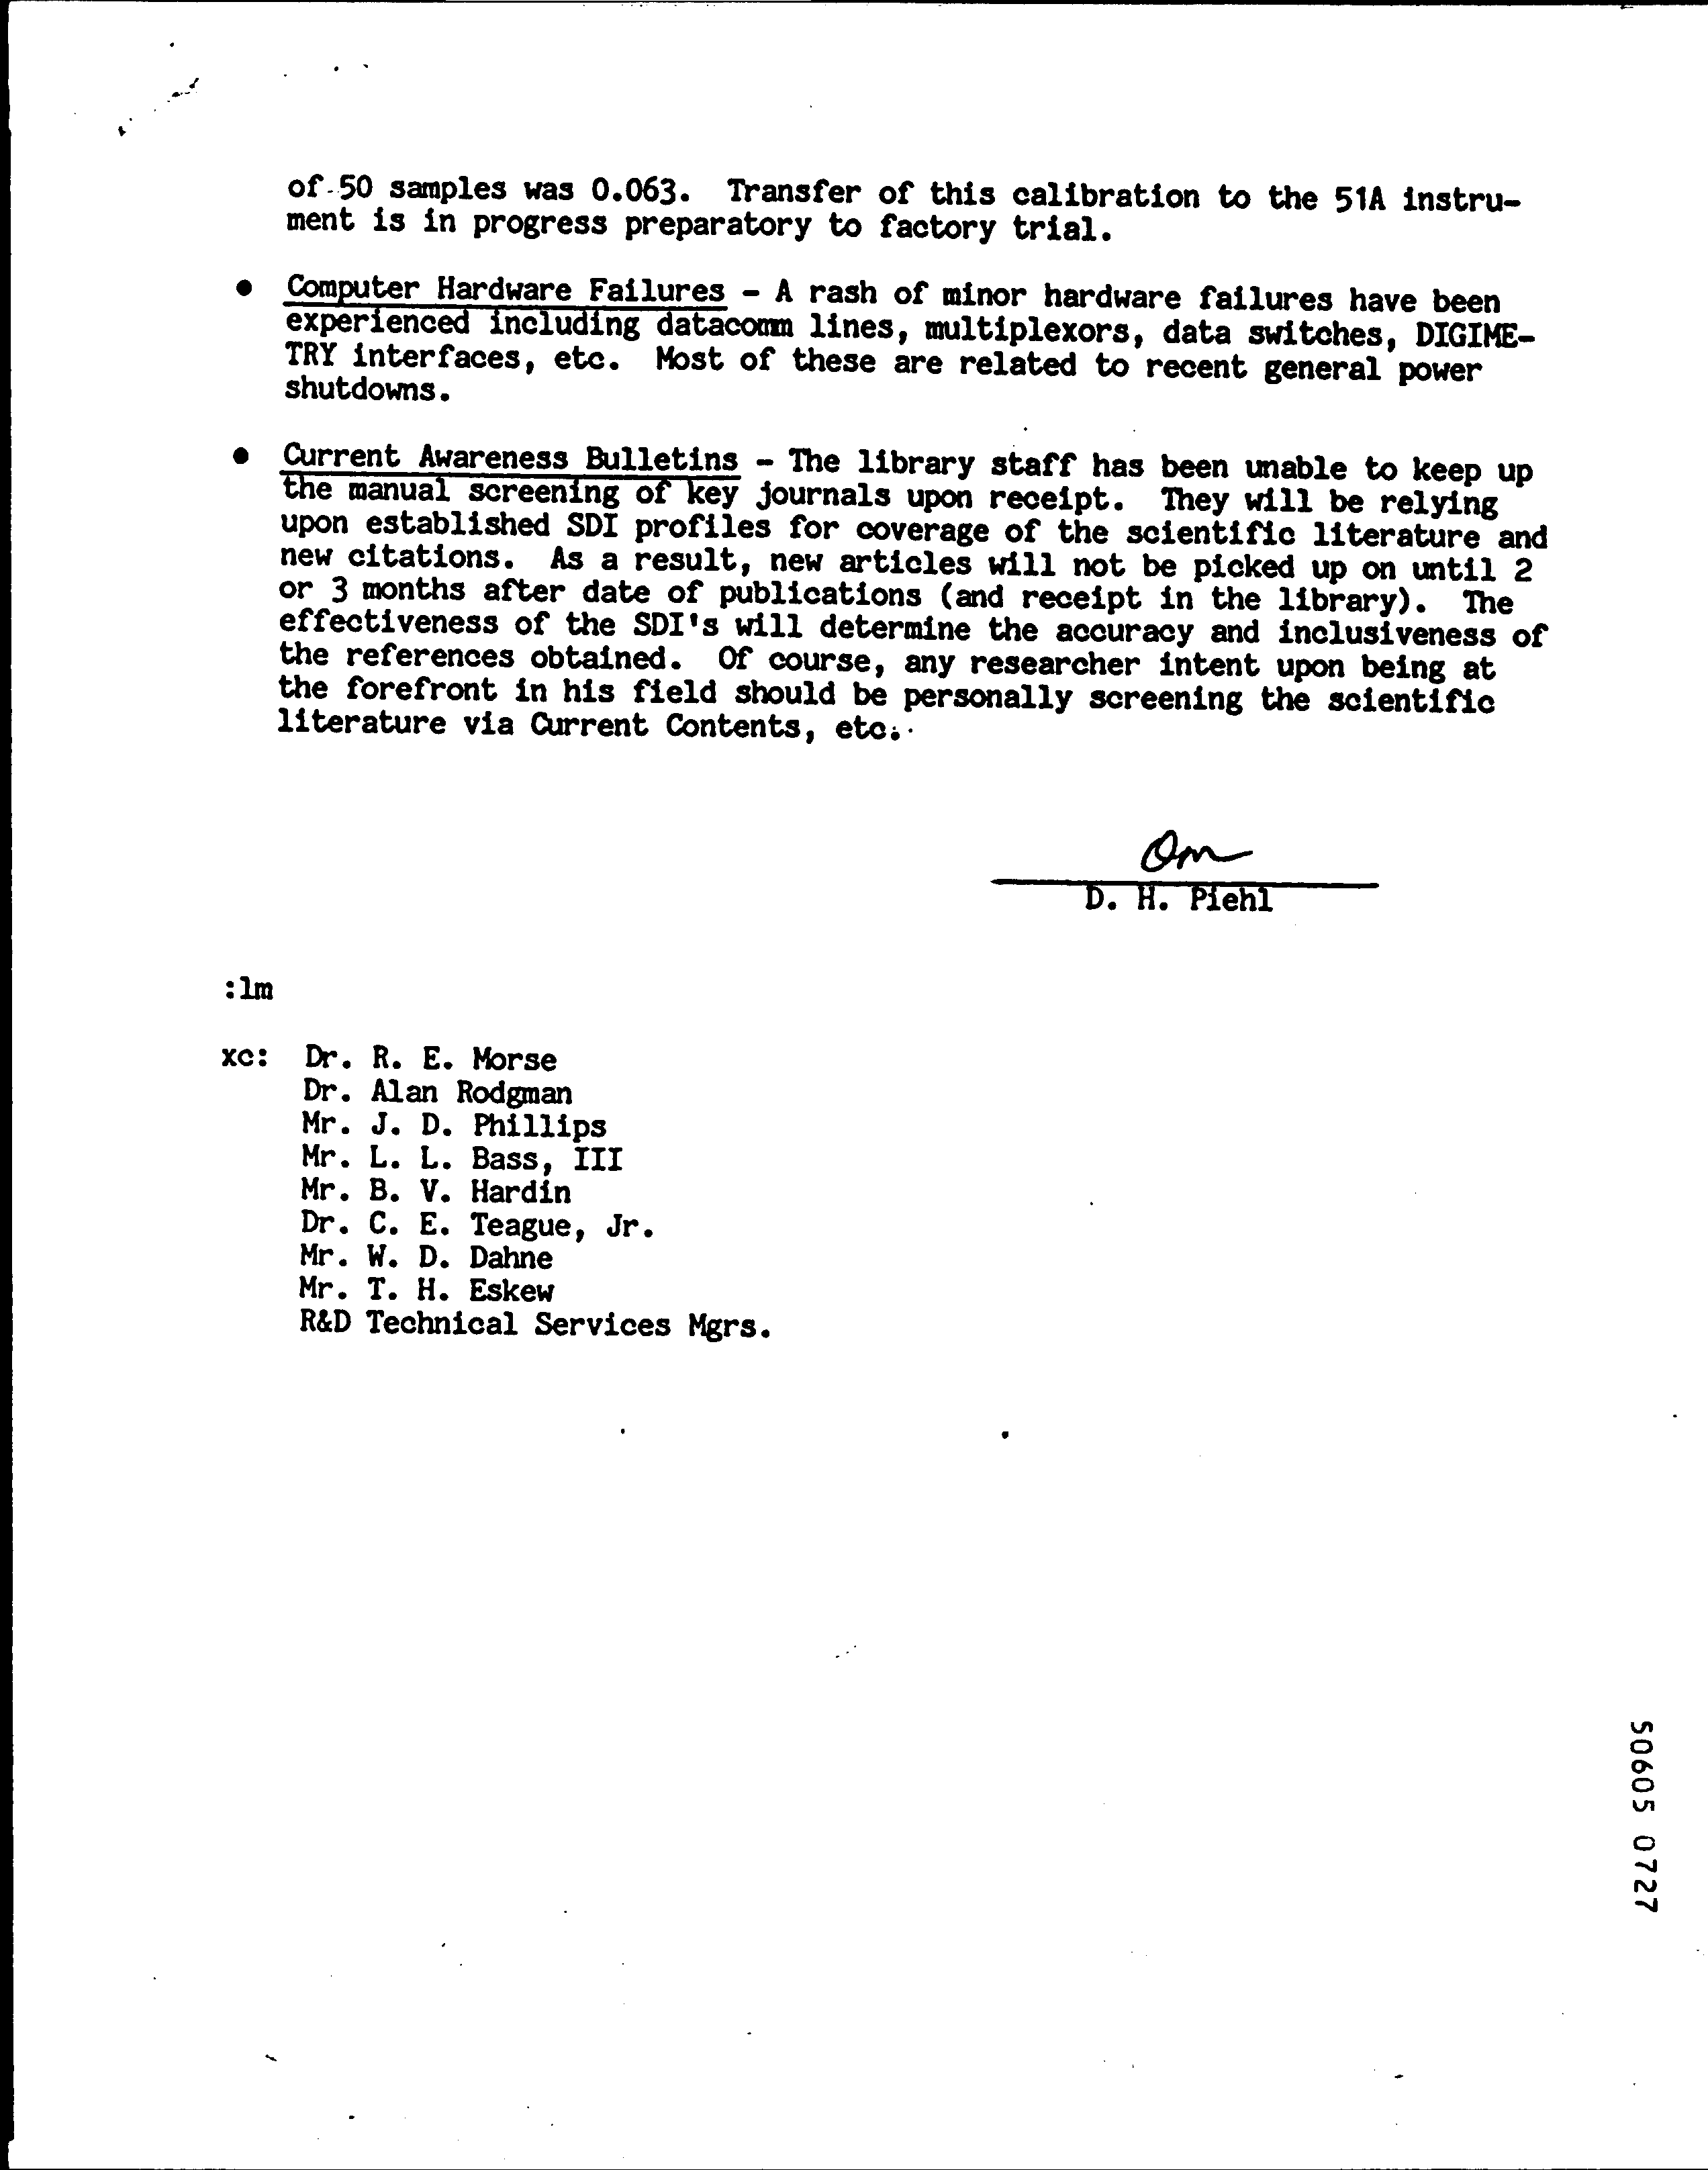 of 50 samples was 0.063. Transfer of this calibration to the 51A instru-
ment is in progress preparatory to factory trial.
● Computer Hardware Failures - A rash of minor hardware failures have been
experienced including datacomm lines, multiplexors, data switches, DIGIME-
TRY interfaces, etc. Most of these are related to recent general power
shutdowns.
● Current Awareness Bulletins - The library staff has been unable to keep up
the manual screening of key journals upon receipt. They will be relying
upon established SDI profiles for coverage of the scientific literature and
new citations. As a result, new articles will not be picked up on until 2
or 3 months after date of publications (and receipt in the library). The
effectiveness of the SDI's will determine the accuracy and inclusiveness of
the references obtained. Of course, any researcher intent upon being at
the forefront in his field should be personally screening the scientific
literature via Current Contents, etc.
D. H. Piehl
:lm
xc: Dr. R. E. Morse
Dr. Alan Rodgman
Mr. J. D. Phillips
Mr. L. L. Bass, III
Mr. B. V. Hardin
Dr. C. E. Teague, Jr.
Mr. W. D. Dahne
Mr. T. H. Eskew
R&D Technical Services Mgrs.
50605 0727